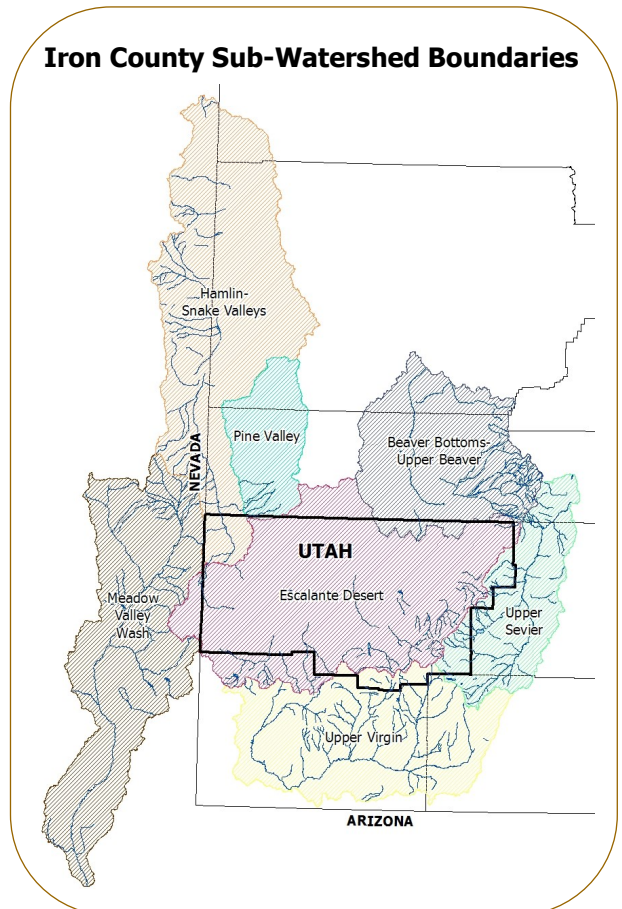 Iron County Sub-Watershed Boundaries
Hamlin-
Snake Valleys
Pine Valley
Beaver Bottoms-
Upper Beaver
NEVADA
UTAH
Escalante Desert
Meadow
Valley
Wash
Upper
Sevier
Upper Virgin
ARIZONA